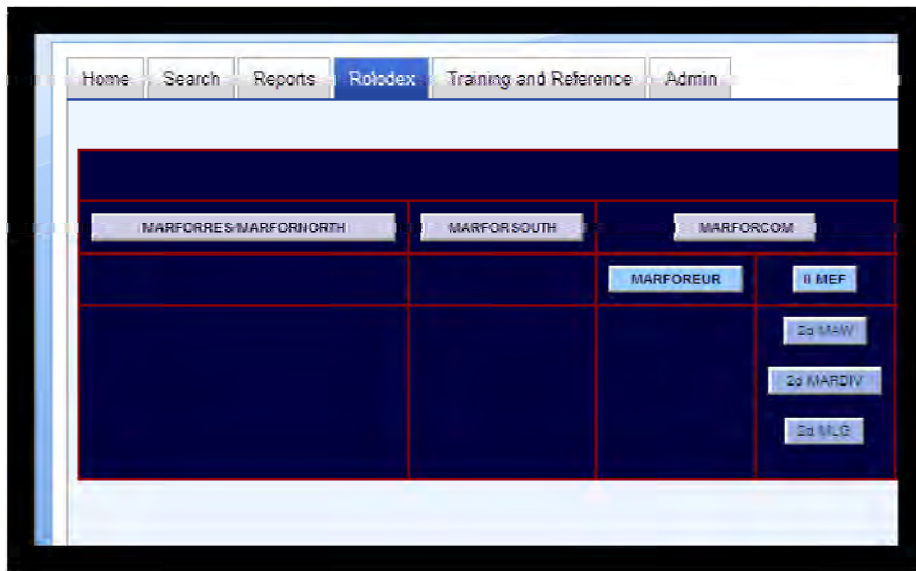 Home Search Reports Rolodex Training and Reference Admin
MARFORRES/MARFORNORTH MARFORSOUTH MARFORCOM
MARFOREUR II MEF
2d MAW
2d MARDIV
2d MLG